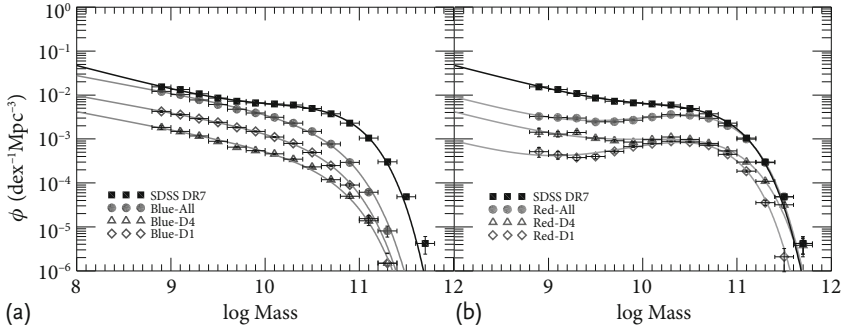 10⁰
10⁻¹
10⁻²
10⁻³
10⁻⁴
10⁻⁵
10⁻⁶
ϕ (dex⁻¹Mpc⁻³)
SDSS DR7
Blue-All
Blue-D4
Blue-D1
8 9 10 11 12
log Mass
(a)
SDSS DR7
Red-All
Red-D4
Red-D1
8 9 10 11 12
log Mass
(b)